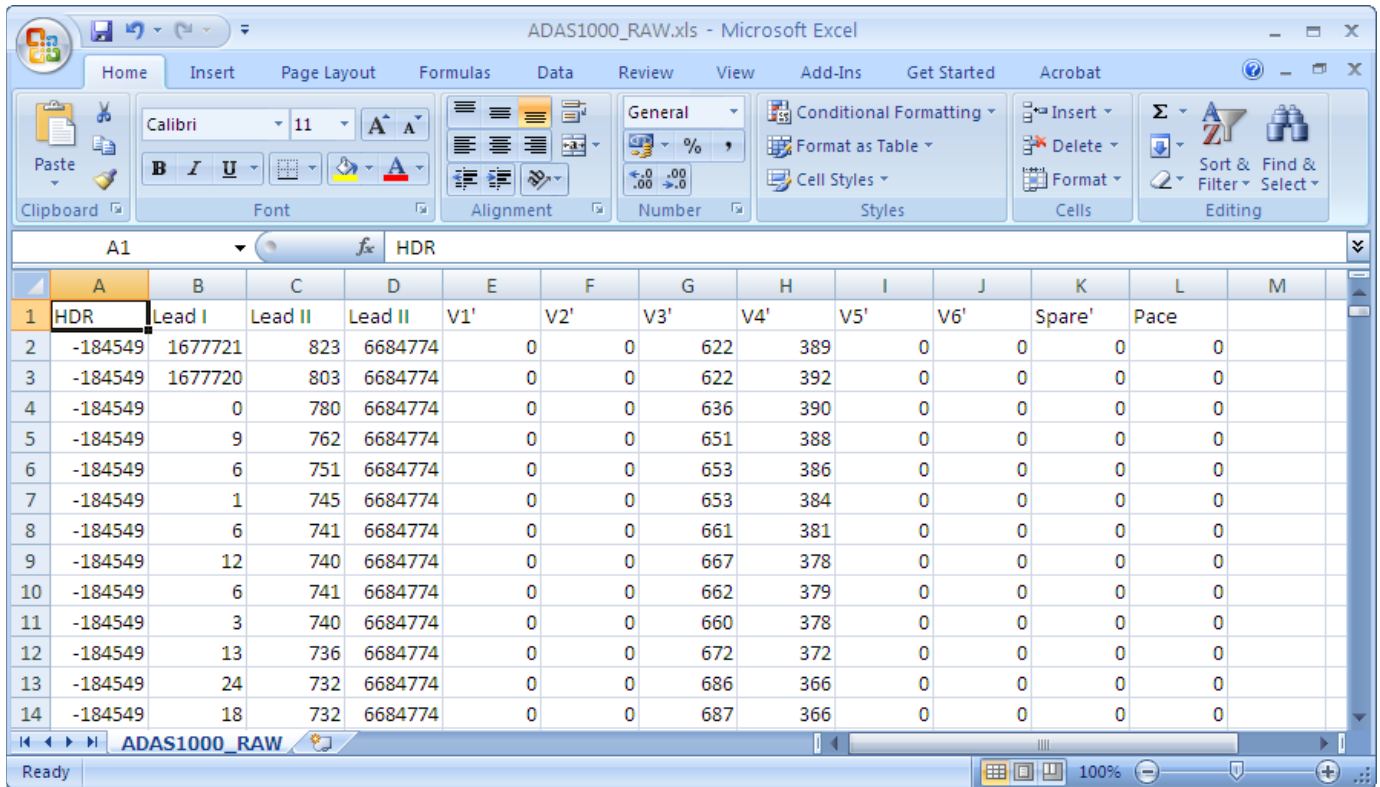 ADAS1000_RAW.xls - Microsoft Excel
Home Insert Page Layout Formulas Data Review View Add-Ins Get Started Acrobat
Paste
Clipboard
Calibri 11
B I U A
Font
Alignment
General
% ,
Number
Conditional Formatting
Format as Table
Cell Styles
Styles
Insert
Delete
Format
Cells
Σ
Sort & Filter
Find & Select
Editing
A1 fx HDR
A B C D E F G H I J K L M
1 HDR Lead I Lead II Lead II V1' V2' V3' V4' V5' V6' Spare' Pace
2 -184549 1677721 823 6684774 0 0 622 389 0 0 0 0
3 -184549 1677720 803 6684774 0 0 622 392 0 0 0 0
4 -184549 0 780 6684774 0 0 636 390 0 0 0 0
5 -184549 9 762 6684774 0 0 651 388 0 0 0 0
6 -184549 6 751 6684774 0 0 653 386 0 0 0 0
7 -184549 1 745 6684774 0 0 653 384 0 0 0 0
8 -184549 6 741 6684774 0 0 661 381 0 0 0 0
9 -184549 12 740 6684774 0 0 667 378 0 0 0 0
10 -184549 6 741 6684774 0 0 662 379 0 0 0 0
11 -184549 3 740 6684774 0 0 660 378 0 0 0 0
12 -184549 13 736 6684774 0 0 672 372 0 0 0 0
13 -184549 24 732 6684774 0 0 686 366 0 0 0 0
14 -184549 18 732 6684774 0 0 687 366 0 0 0 0
ADAS1000_RAW
Ready 100%